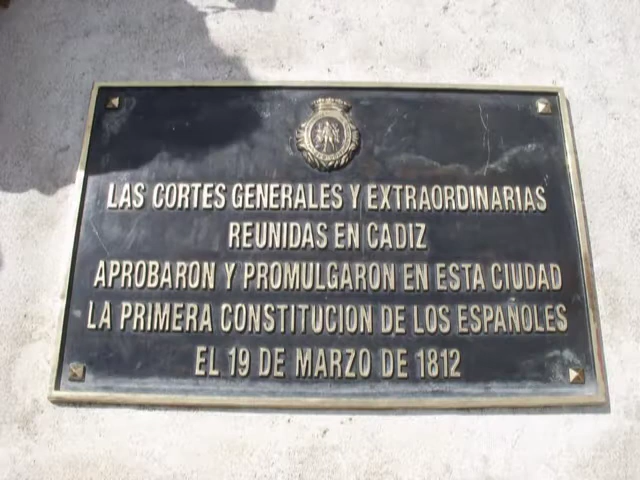 LAS CORTES GENERALES Y EXTRAORDINARIAS
REUNIDAS EN CADIZ
APROBARON Y PROMULGARON EN ESTA CIUDAD
LA PRIMERA CONSTITUCION DE LOS ESPAÑOLES
EL 19 DE MARZO DE 1812